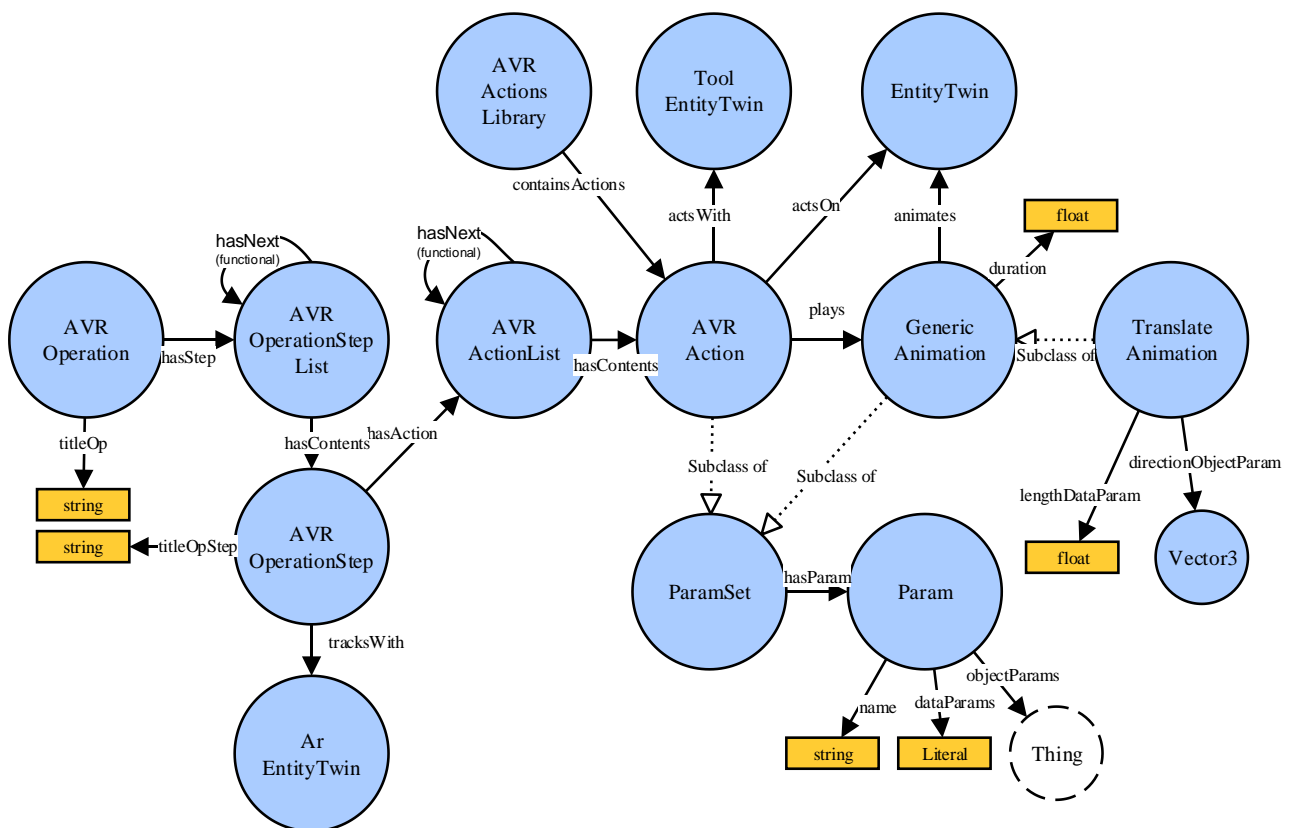 AVR
Actions
Library
Tool
EntityTwin
EntityTwin
containsActions
actsWith
actsOn
animates
float
duration
hasNext
(functional)
hasNext
(functional)
AVR
Operation
hasStep
AVR
OperationStep
List
AVR
ActionList
hasContents
AVR
Action
plays
Generic
Animation
Subclass of
Translate
Animation
titleOp
string
hasContents
hasAction
Subclass of
Subclass of
directionObjectParam
lengthDataParam
float
Vector3
string
titleOpStep
AVR
OperationStep
ParamSet
hasParam
Param
tracksWith
name
dataParams
objectParams
string
Literal
Thing
Ar
EntityTwin